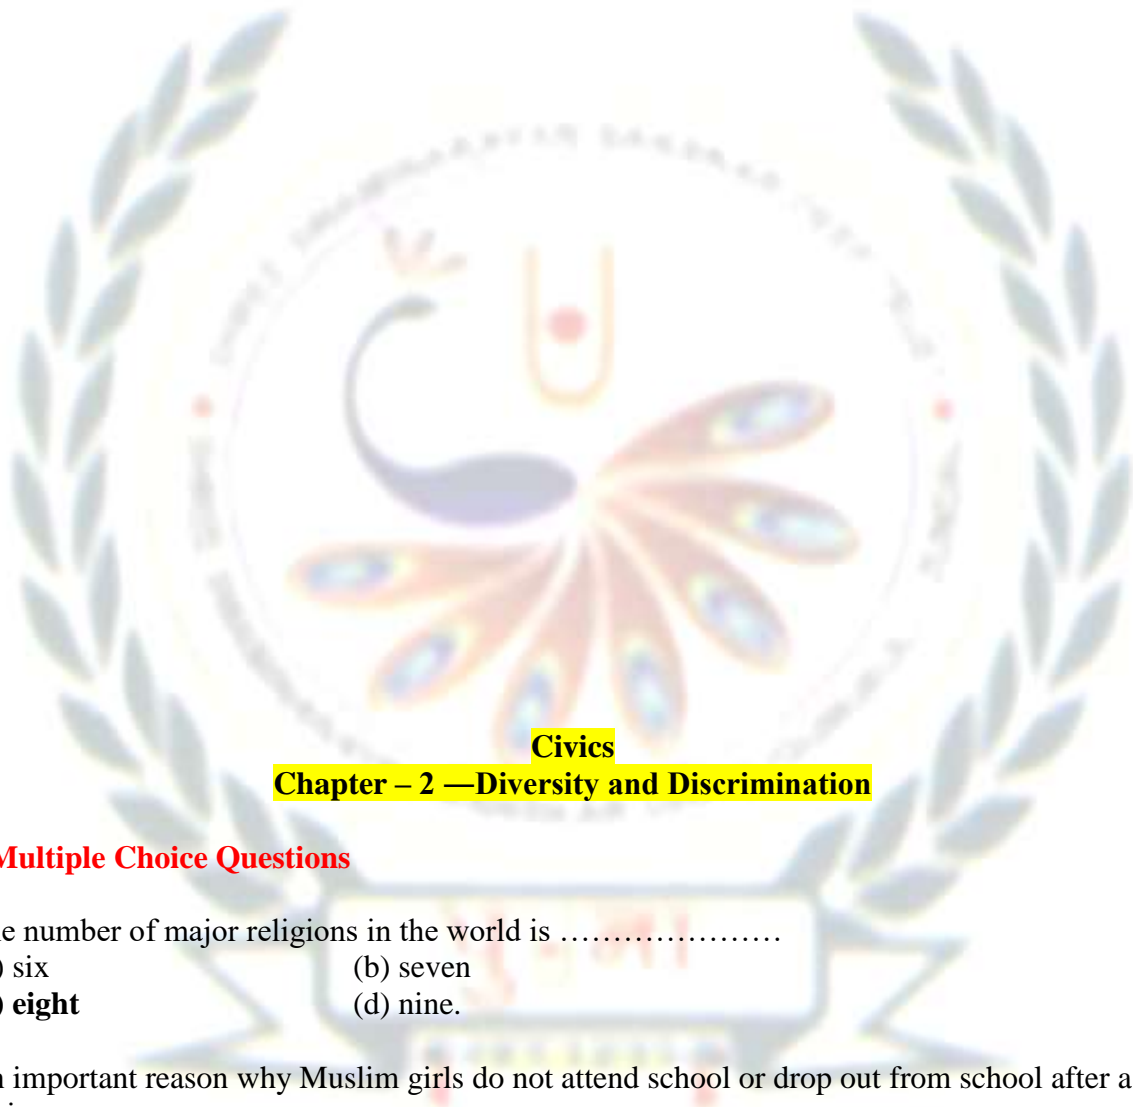 Civics
Chapter – 2 —Diversity and Discrimination
Multiple Choice Questions
number of major religions in the world is …………………
six (b) seven
eight (d) nine.
important reason why Muslim girls do not attend school or drop out from school after a